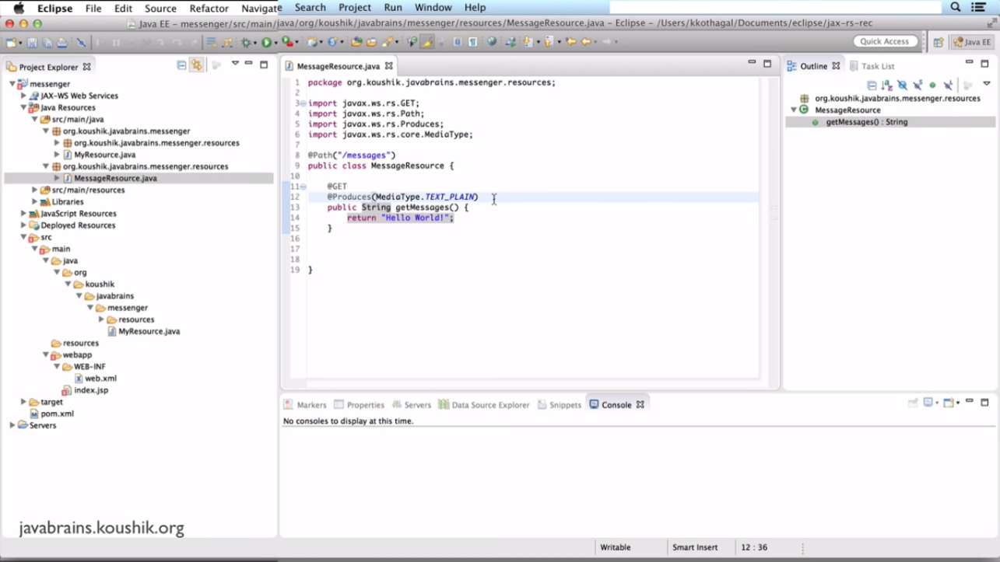 Eclipse File Edit Source Refactor Navigate Search Project Run Window Help
Java EE - messenger/src/main/java/org/koushik/javabrains/messenger/resources/MessageResource.java - Eclipse - /Users/kkothagal/Documents/eclipse/jax-rs-rec
Quick Access
Java EE
Project Explorer
messenger
JAX-WS Web Services
Java Resources
src/main/java
org.koushik.javabrains.messenger
org.koushik.javabrains.messenger.resources
MyResource.java
org.koushik.javabrains.messenger.resources
MessageResource.java
src/main/resources
Libraries
JavaScript Resources
Deployed Resources
src
main
java
org
koushik
javabrains
messenger
resources
MyResource.java
resources
webapp
WEB-INF
web.xml
index.jsp
target
pom.xml
Servers
MessageResource.java
1 package org.koushik.javabrains.messenger.resources;
2
3 import javax.ws.rs.GET;
4 import javax.ws.rs.Path;
5 import javax.ws.rs.Produces;
6 import javax.ws.rs.core.MediaType;
7
8 @Path("/messages")
9 public class MessageResource {
10
11 @GET
12 @Produces(MediaType.TEXT_PLAIN)
13 public String getMessages() {
14 return "Hello World!";
15 }
16
17
18
19 }
Outline Task List
org.koushik.javabrains.messenger.resources
MessageResource
getMessages() : String
Markers Properties Servers Data Source Explorer Snippets Console
No consoles to display at this time.
javabrains.koushik.org
Writable Smart Insert 12 : 36